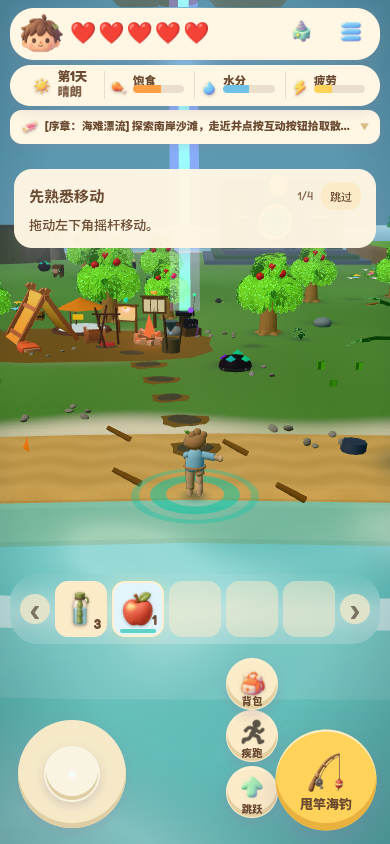 第1天
晴朗
饱食
水分
疲劳
[序章：海难漂流] 探索南岸沙滩，走近并点按互动按钮拾取散...
先熟悉移动
1/4
跳过
拖动左下角摇杆移动。
3
1
背包
疾跑
跳跃
甩竿海钓